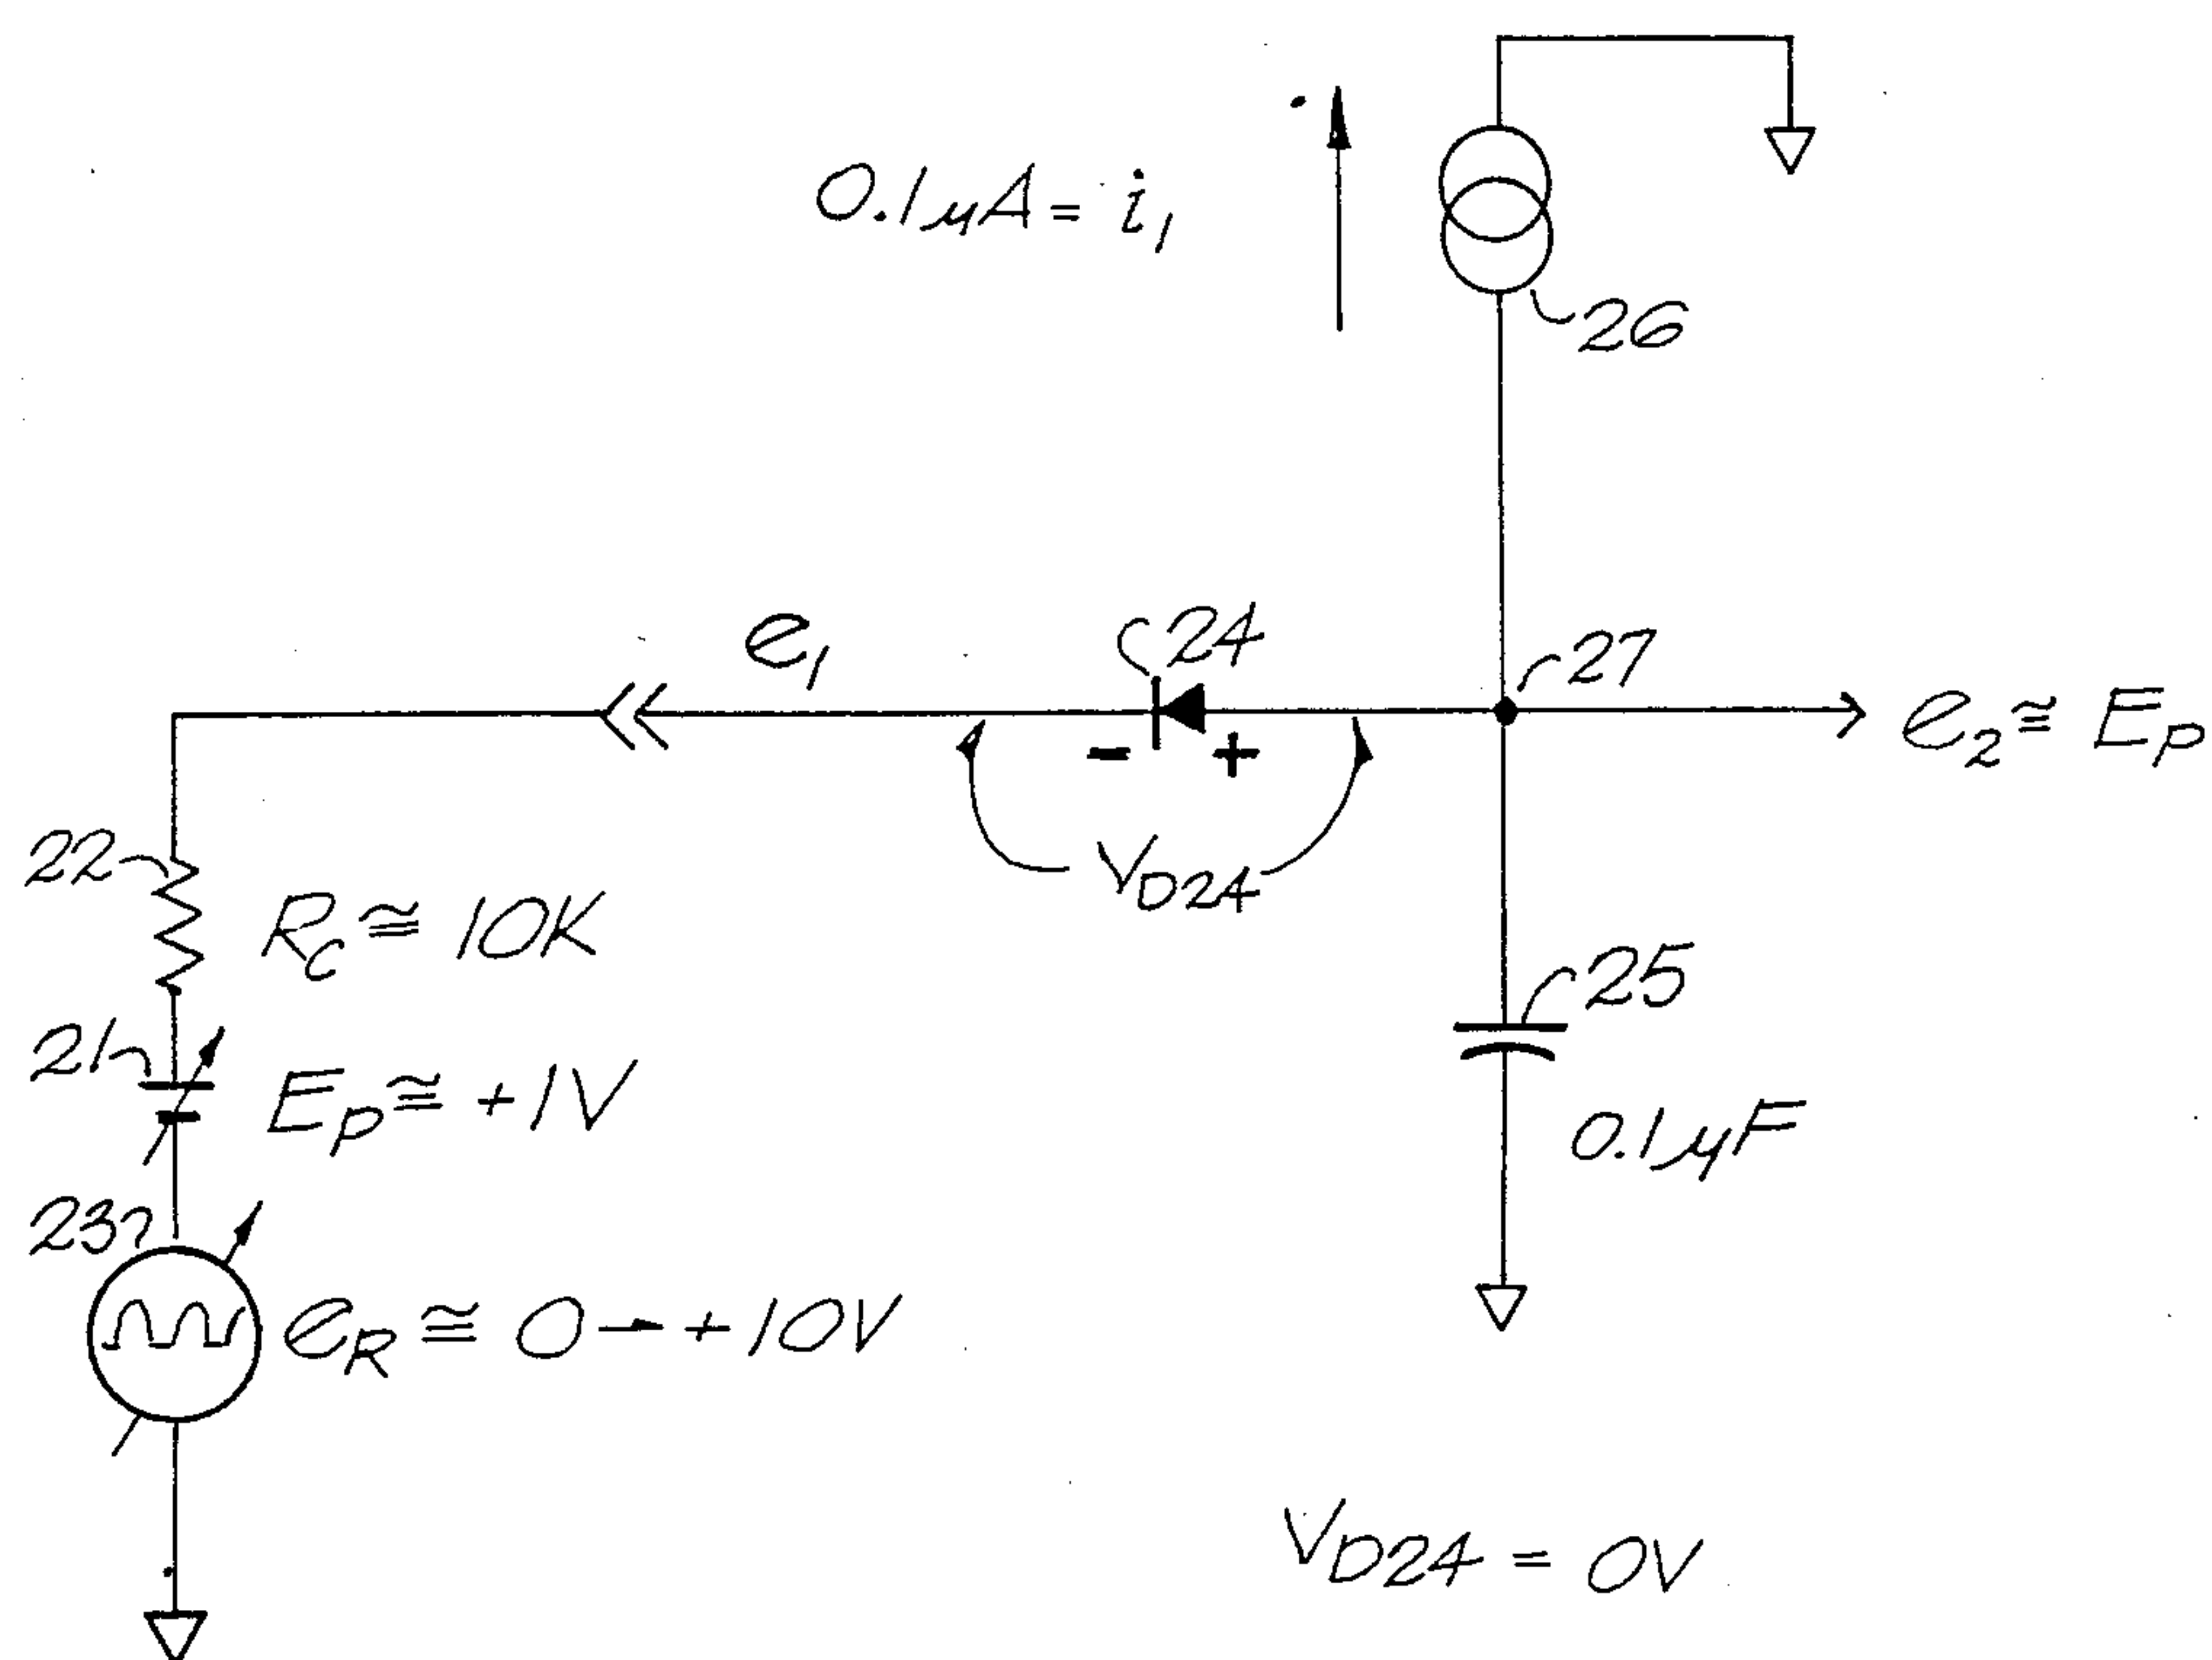 0.1μA = i₁
26
e₁
24
27
e₂ ≅ Eₚ
- +
V_D24
22
R_C ≅ 10K
25
21
E_P ≅ +1V
0.1μF
23
e_R ≅ 0 → +10V
V_D24 = 0V